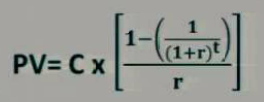 PV= C x [1-(1/(1+r)^t)/r]